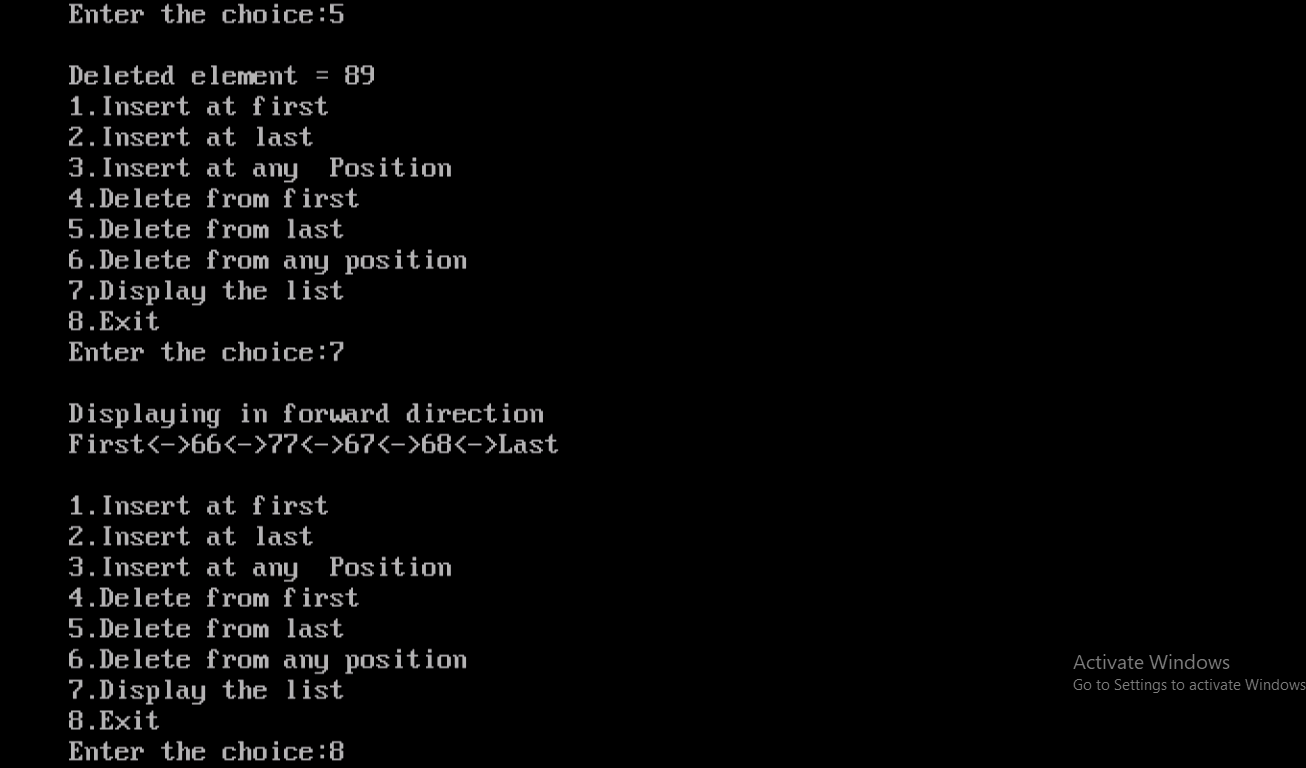 Enter the choice:5
Deleted element = 89
1.Insert at first
2.Insert at last
3.Insert at any  Position
4.Delete from first
5.Delete from last
6.Delete from any position
7.Display the list
8.Exit
Enter the choice:7
Displaying in forward direction
First<->66<->77<->67<->68<->Last
1.Insert at first
2.Insert at last
3.Insert at any  Position
4.Delete from first
5.Delete from last
6.Delete from any position
7.Display the list
8.Exit
Enter the choice:8
Activate Windows
Go to Settings to activate Windows